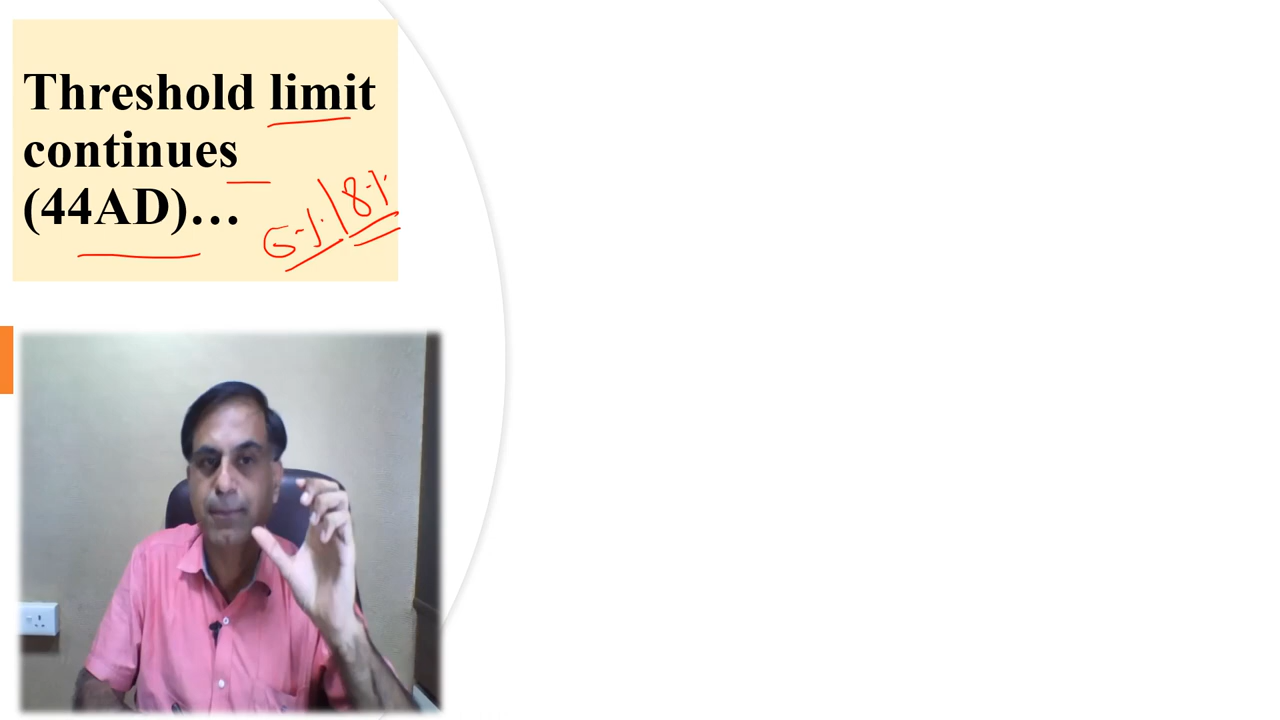 Threshold limit
continues
(44AD)…
6% | 8%